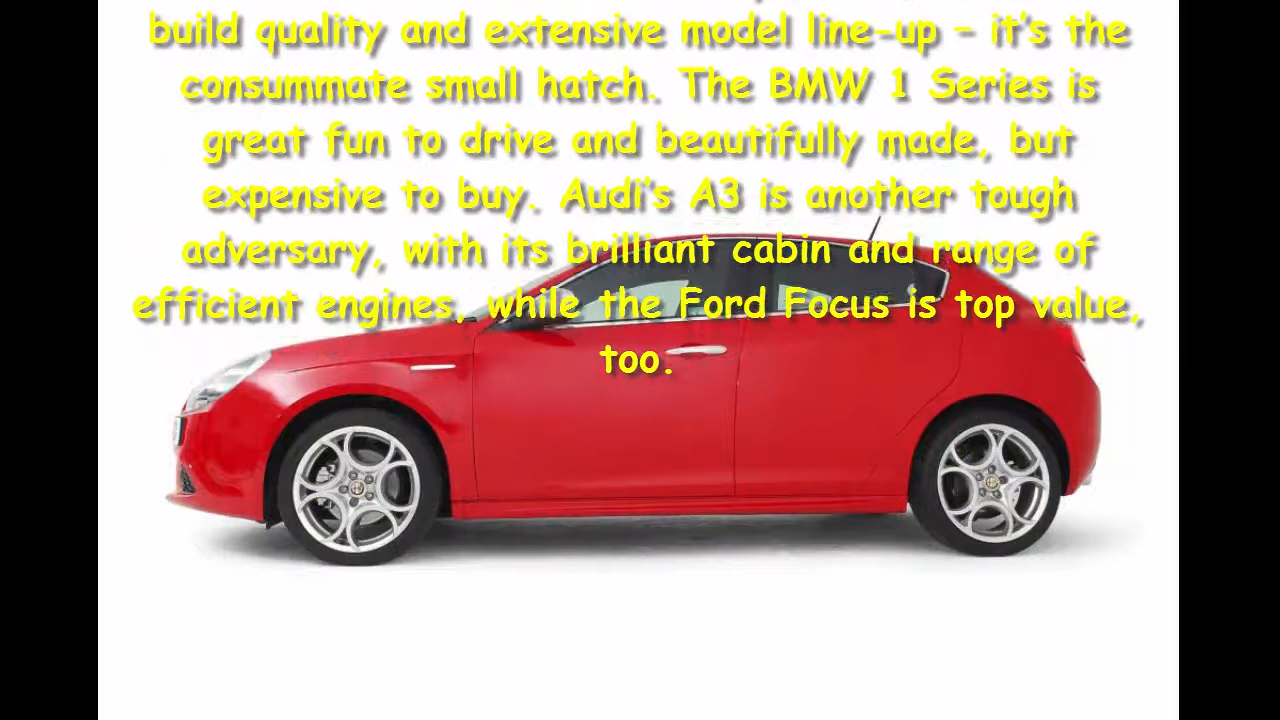 build quality and extensive model line-up – it's the
consummate small hatch. The BMW 1 Series is
great fun to drive and beautifully made, but
expensive to buy. Audi's A3 is another tough
adversary, with its brilliant cabin and range of
efficient engines, while the Ford Focus is top value,
too.